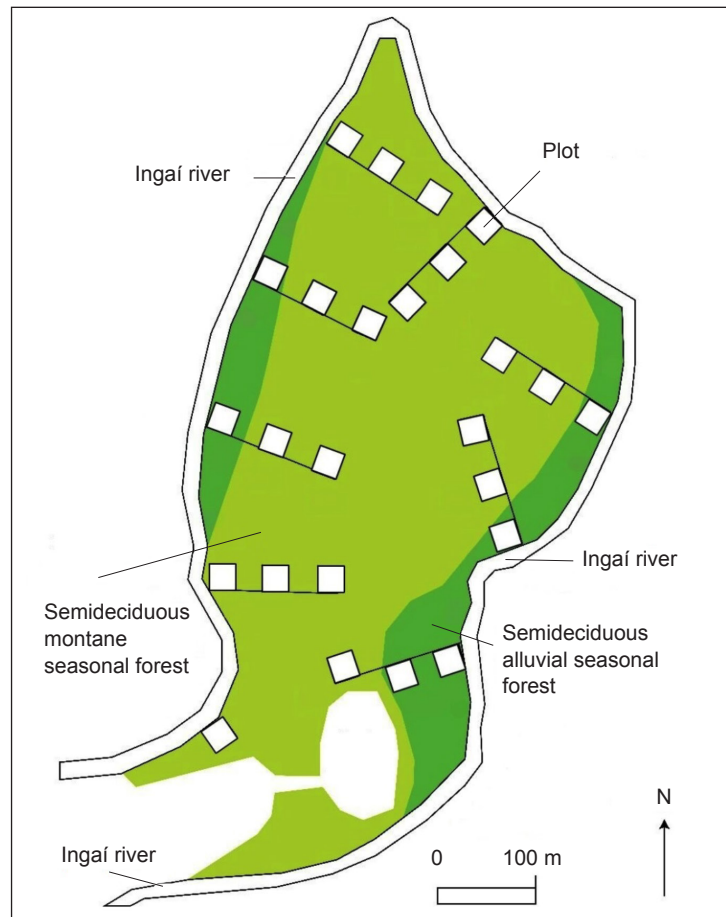 Ingaí river
Plot
Ingaí river
Semideciduous
montane
seasonal forest
Semideciduous
alluvial seasonal
forest
N
Ingaí river
0 100 m